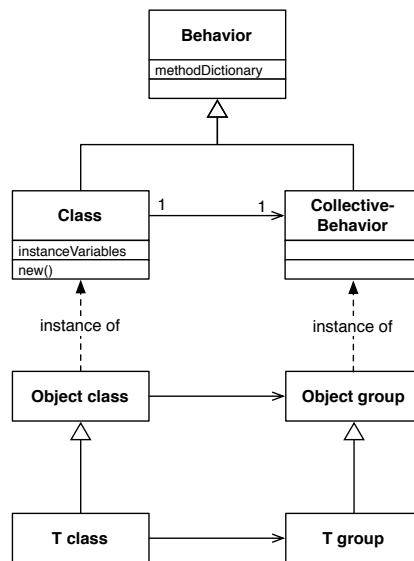 Behavior
methodDictionary
Class
1
1
Collective-
Behavior
instanceVariables
new()
instance of
instance of
Object class
Object group
T class
T group